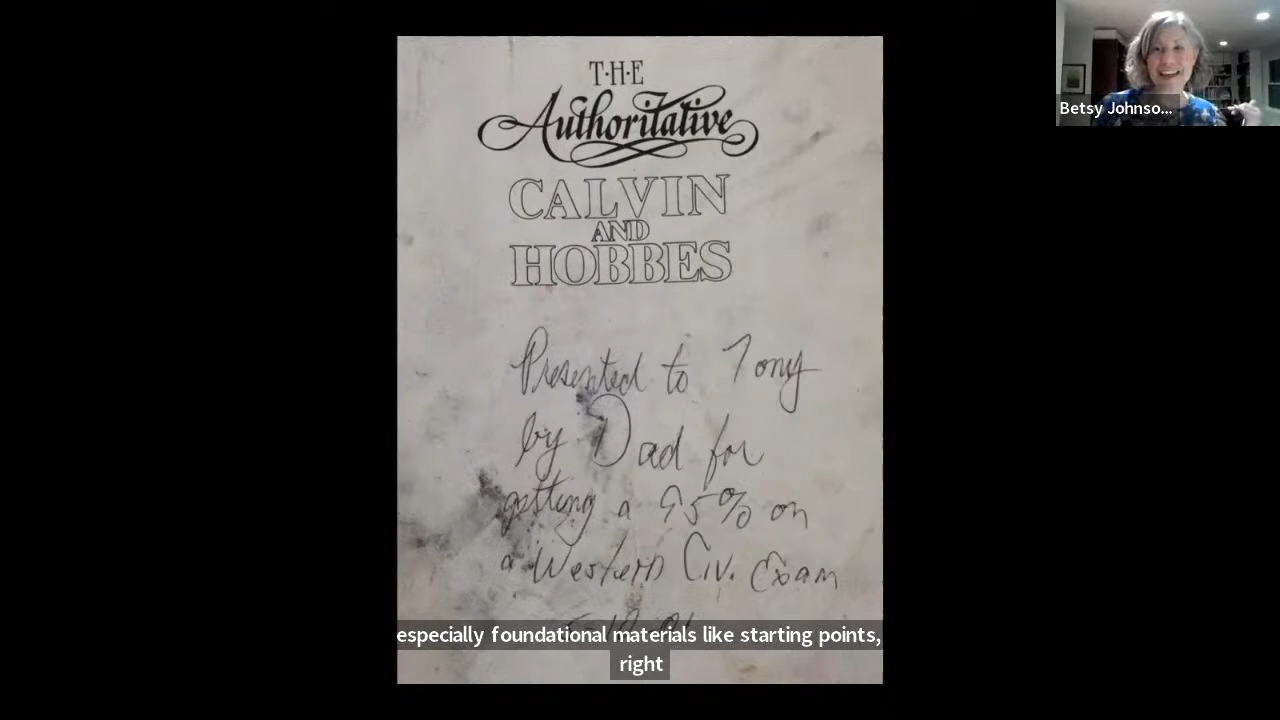 T·H·E
Authoritative
CALVIN
AND
HOBBES
Presented to Tony
by Dad for
getting a 95% on
a Western Civ. Exam
especially foundational materials like starting points,
right
Betsy Johnso...